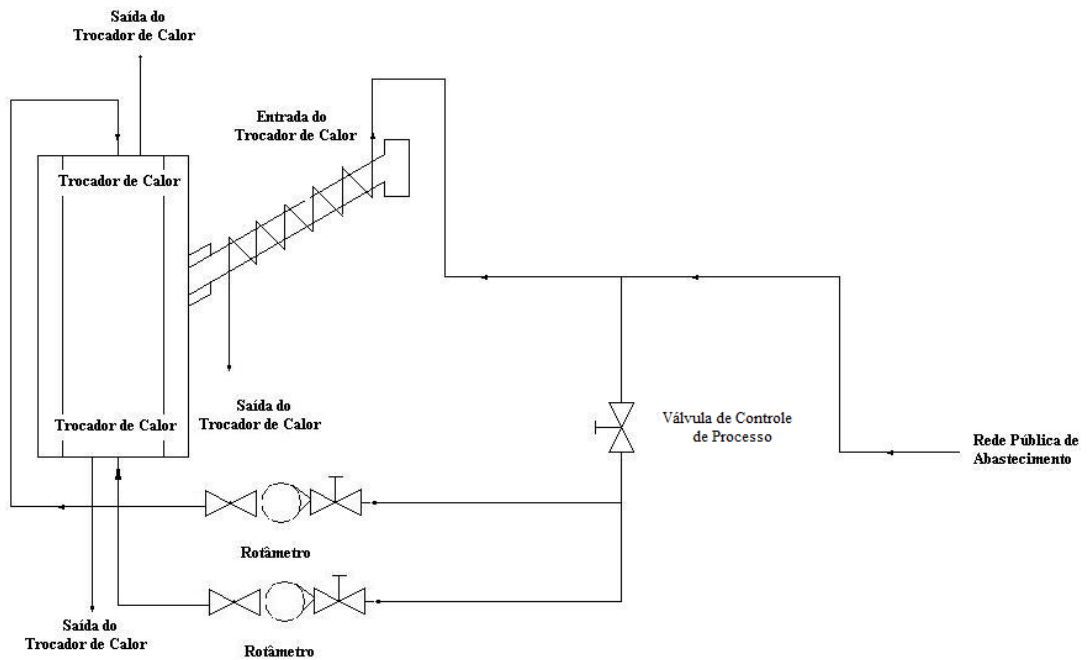 Saída do
Trocador de Calor
Entrada do
Trocador de Calor
Trocador de Calor
Trocador de Calor
Saída do
Trocador de Calor
Válvula de Controle
de Processo
Rede Pública de
Abastecimento
Rotâmetro
Saída do
Trocador de Calor
Rotâmetro